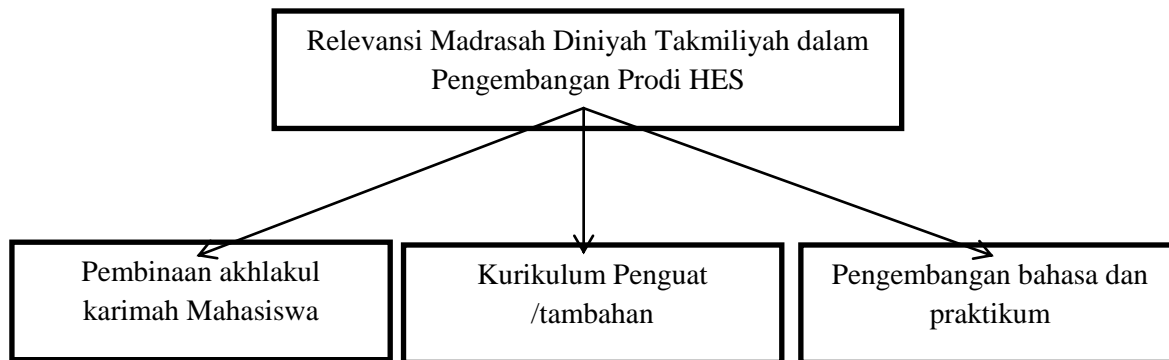 Relevansi Madrasah Diniyah Takmiliyah dalam
Pengembangan Prodi HES
Pembinaan akhlakul
karimah Mahasiswa
Kurikulum Penguat
/tambahan
Pengembangan bahasa dan
praktikum